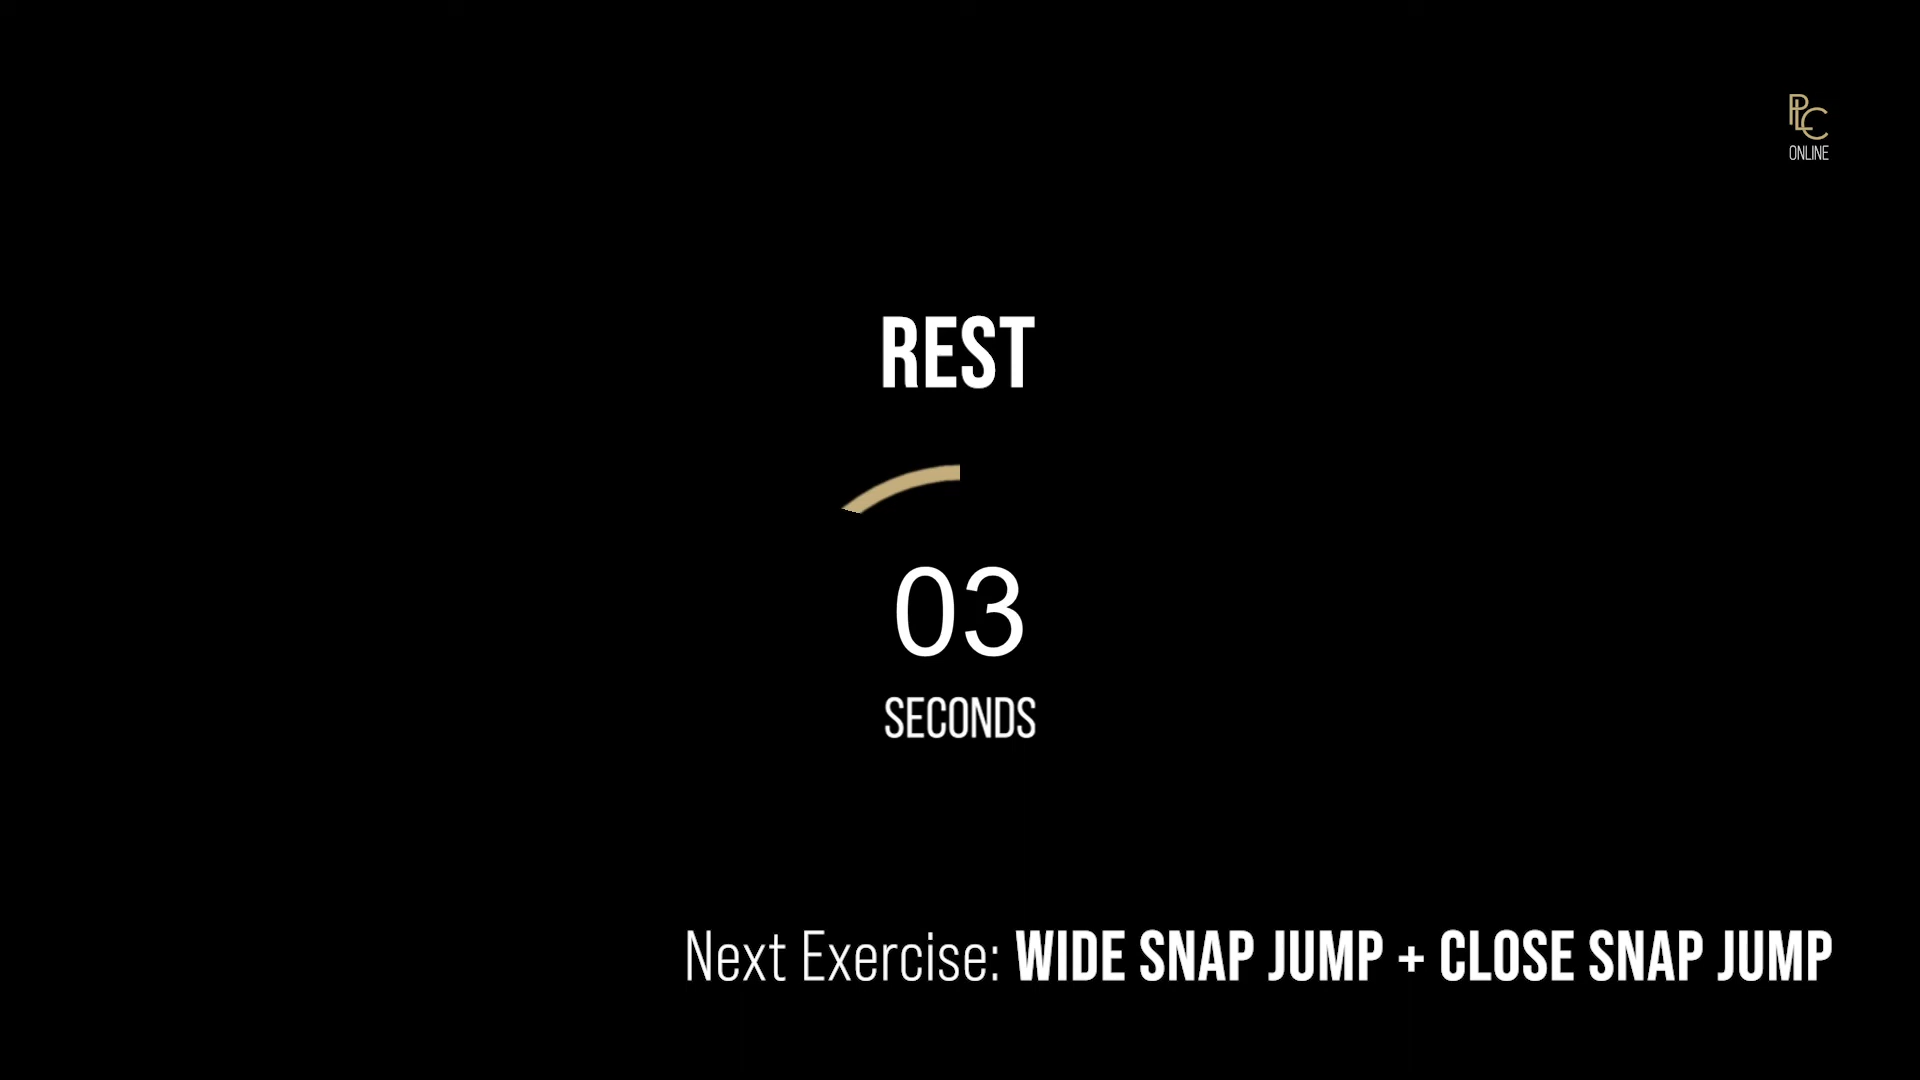 PLC
ONLINE
REST
03
SECONDS
Next Exercise: WIDE SNAP JUMP + CLOSE SNAP JUMP